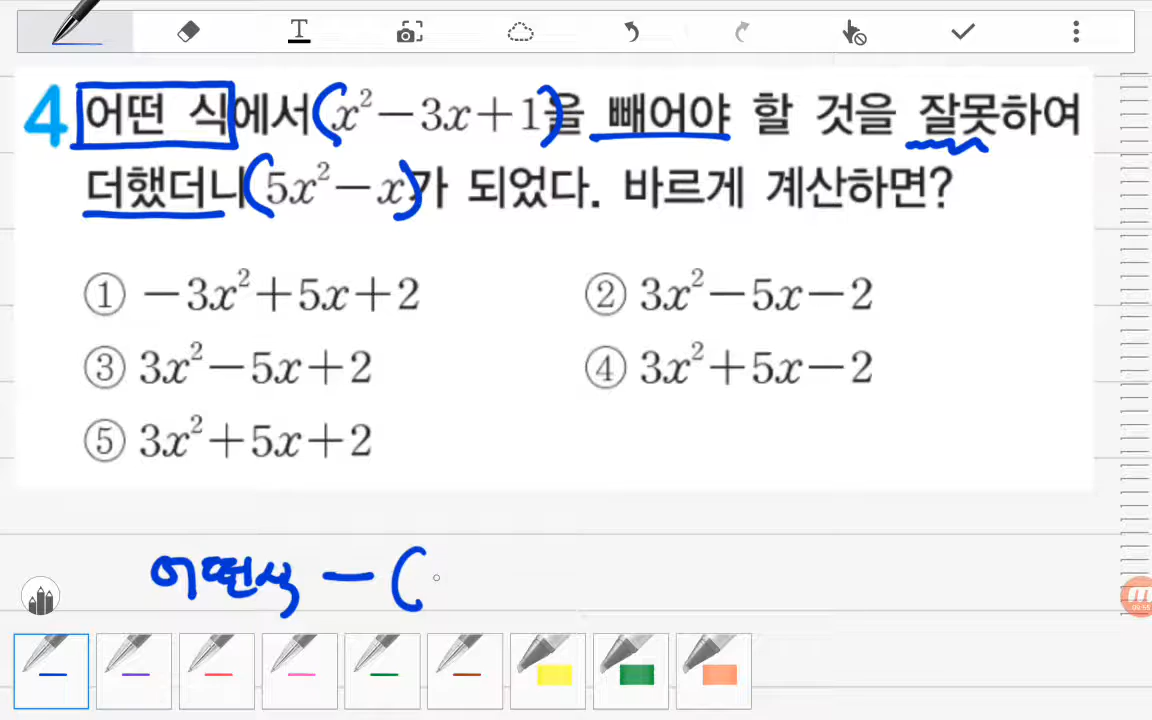 T
4 어떤 식에서 (x²-3x+1)을 빼어야 할 것을 잘못하여
더했더니 (5x²-x)가 되었다. 바르게 계산하면?
① -3x²+5x+2 ② 3x²-5x-2
③ 3x²-5x+2 ④ 3x²+5x-2
⑤ 3x²+5x+2
어떤식 - (